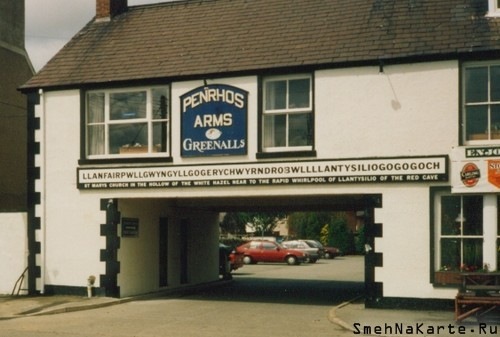 PENRHOS
ARMS
GREENALLS
LLANFAIRPWLLGWYNGYLLGOGERYCHWYRNDROBWLLLLANTYSILIOGOGOGOCH
ST MARYS CHURCH IN THE HOLLOW OF THE WHITE HAZEL NEAR TO THE RAPID WHIRLPOOL OF LLANTYSILIO OF THE RED CAVE
ENJO
SmehNaKarte.Ru